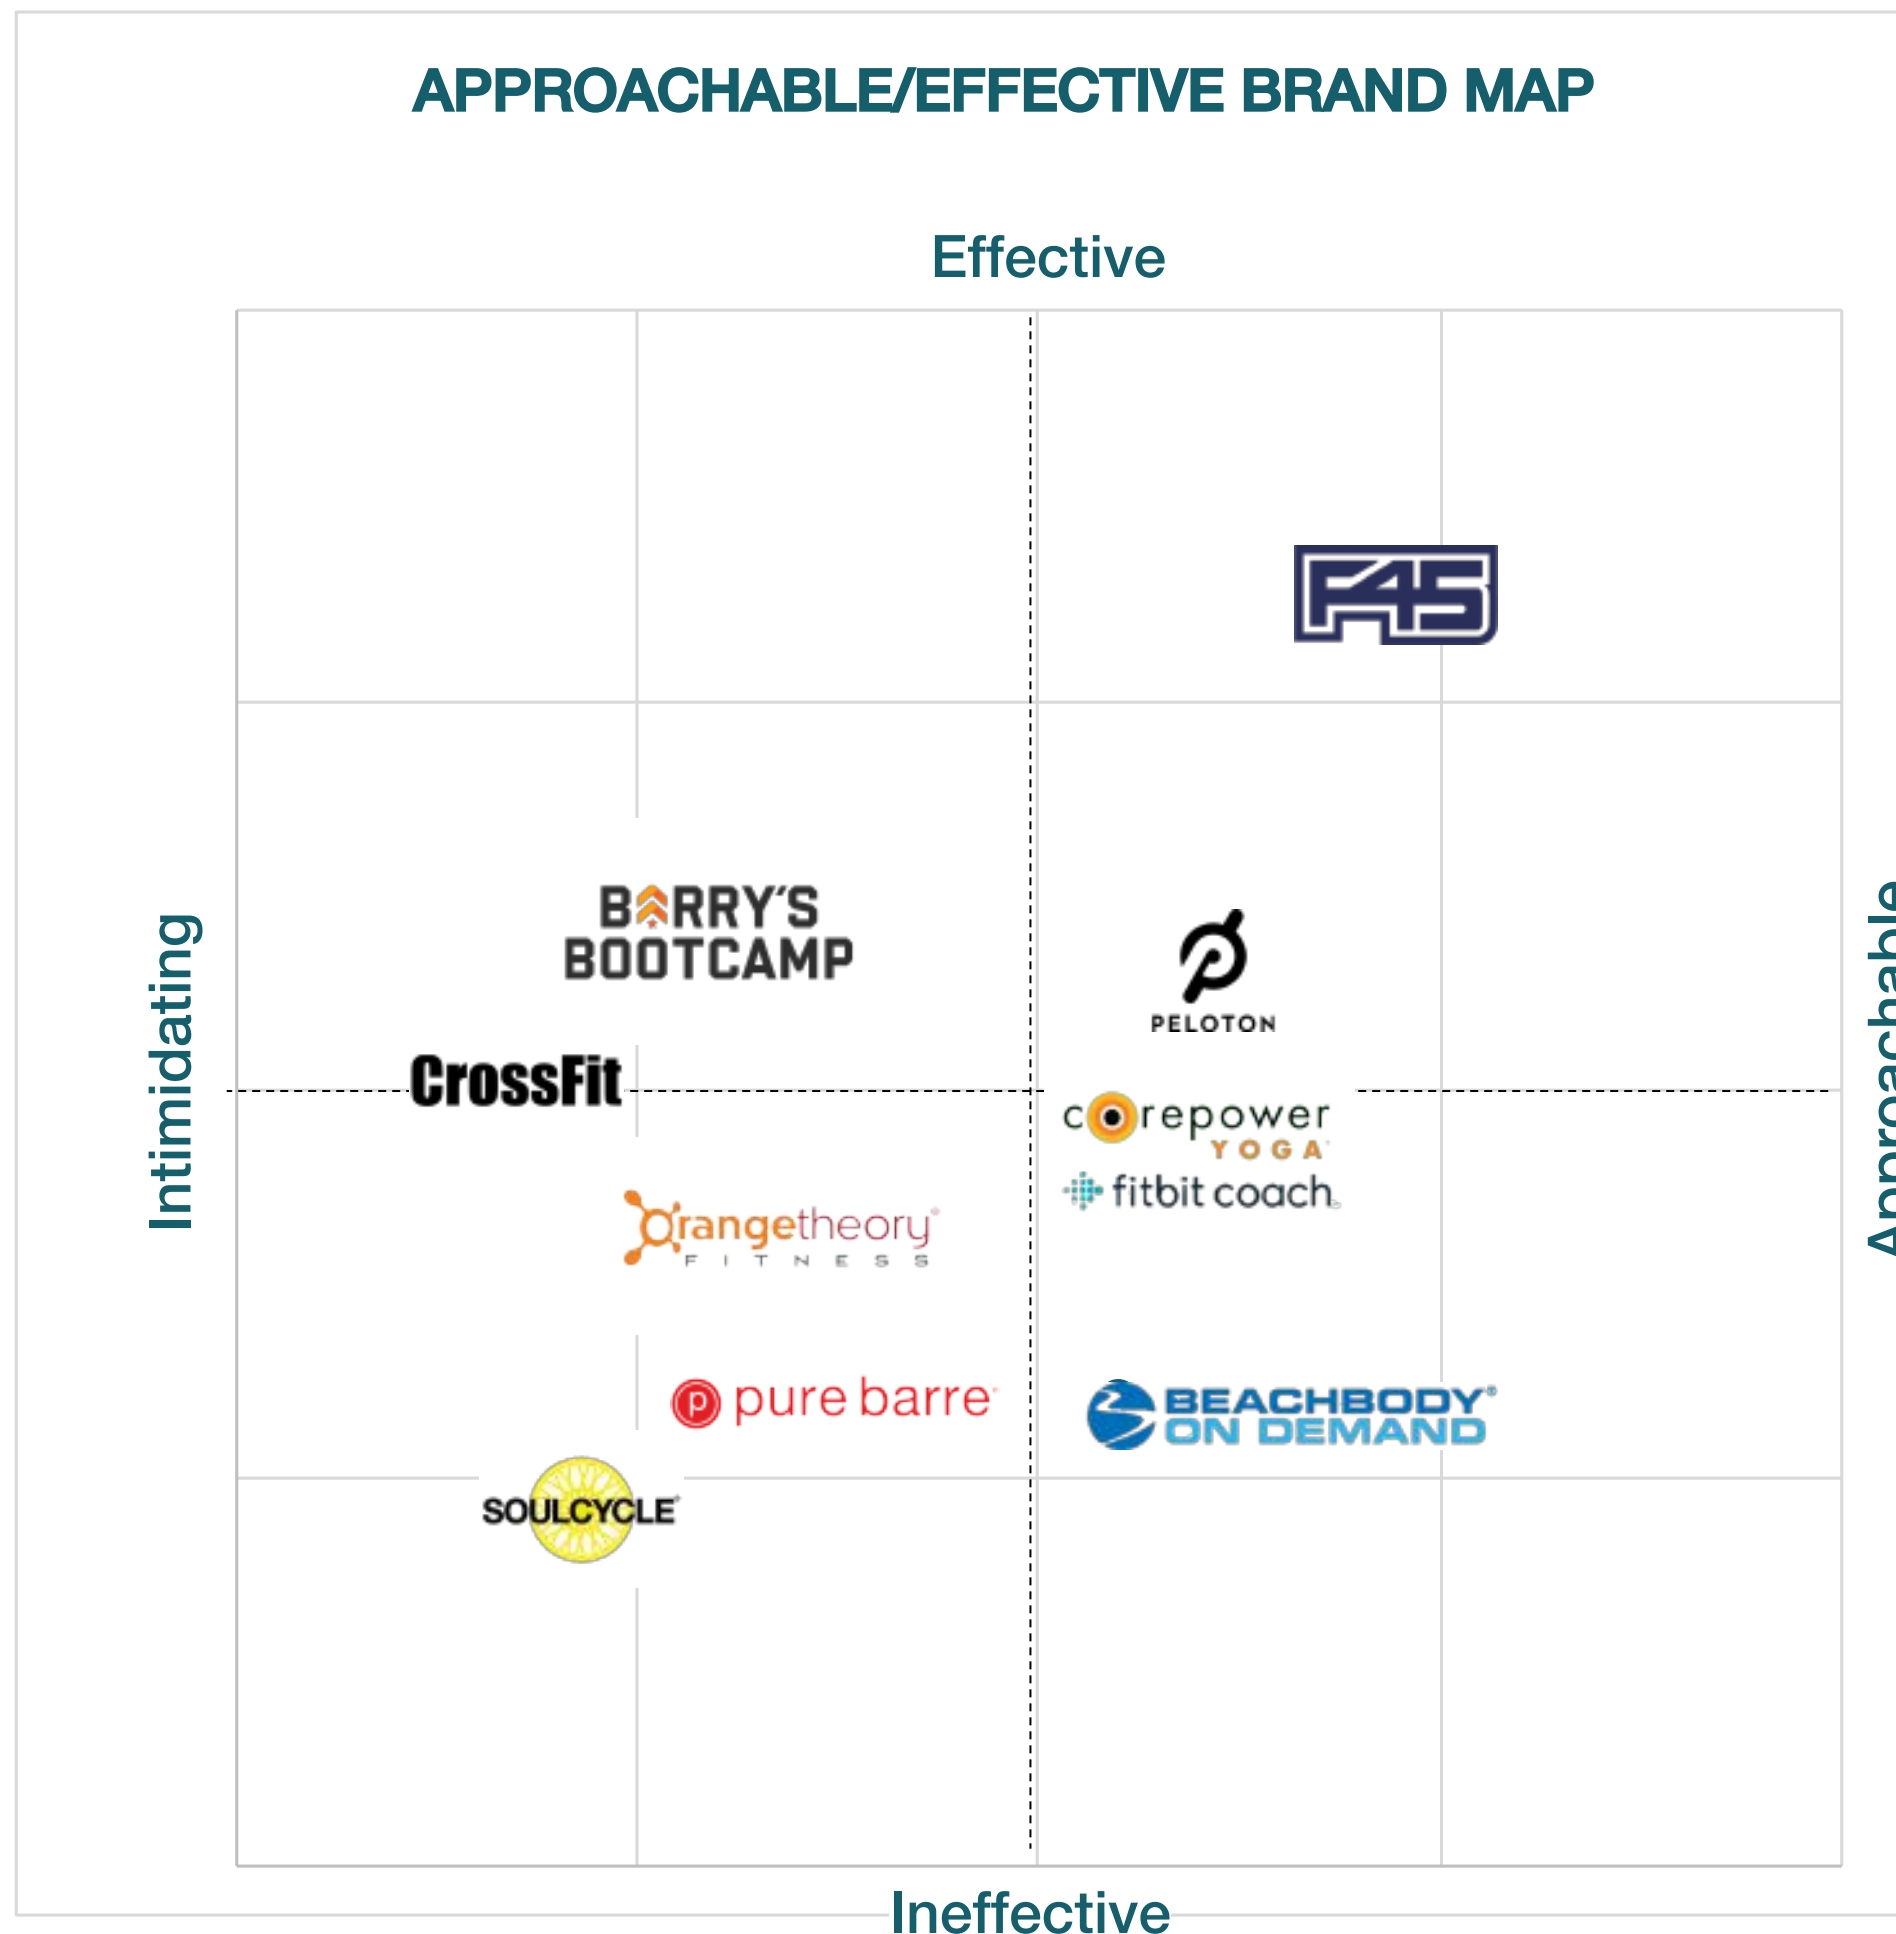 APPROACHABLE/EFFECTIVE BRAND MAP
Effective
F45
BARRY'S
BOOTCAMP
PELOTON
Intimidating
Approachable
CrossFit
corepower
YOGA
fitbit coach
Orangetheory®
FITNESS
pure barre
BEACHBODY®
ON DEMAND
SOULCYCLE
Ineffective